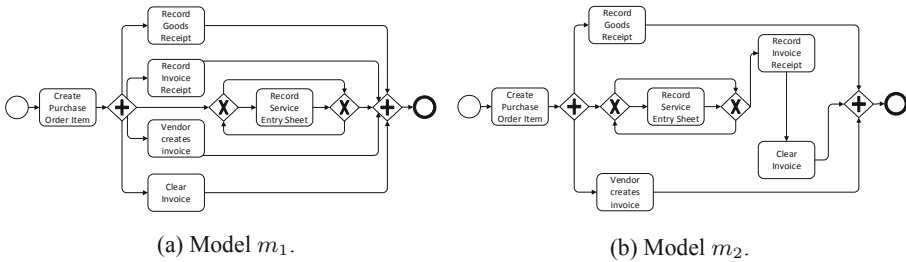 Record
Goods
Receipt
Record
Invoice
Receipt
Create
Purchase
Order Item
Record
Service
Entry Sheet
Vendor
creates
invoice
Clear
Invoice
(a) Model m₁.
Record
Goods
Receipt
Record
Invoice
Receipt
Create
Purchase
Order Item
Record
Service
Entry Sheet
Clear
Invoice
Vendor
creates
invoice
(b) Model m₂.